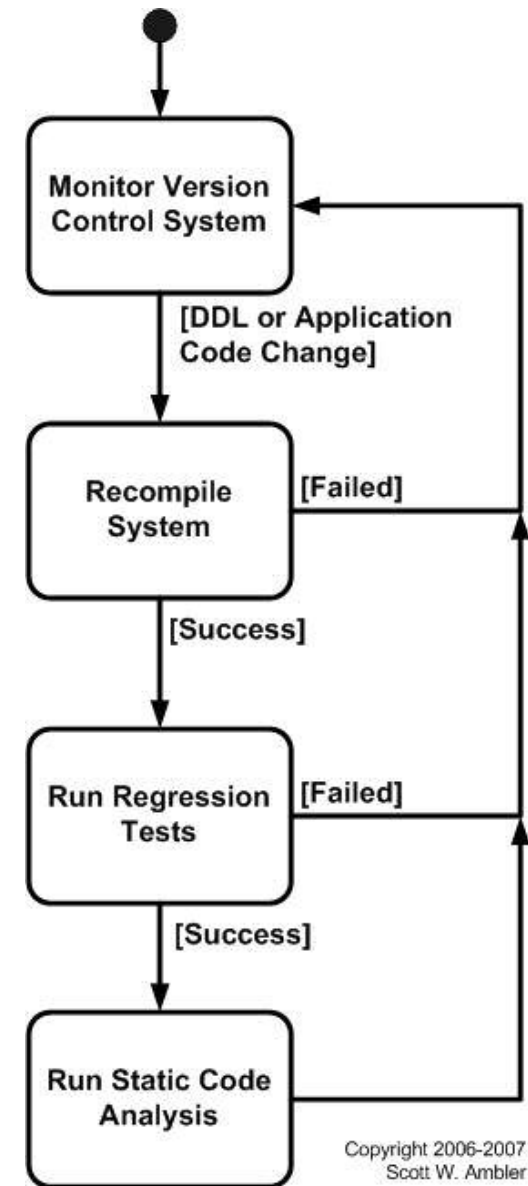 Monitor Version
Control System
[DDL or Application
Code Change]
Recompile
System
[Failed]
[Success]
Run Regression
Tests
[Failed]
[Success]
Run Static Code
Analysis
Copyright 2006-2007
Scott W. Ambler